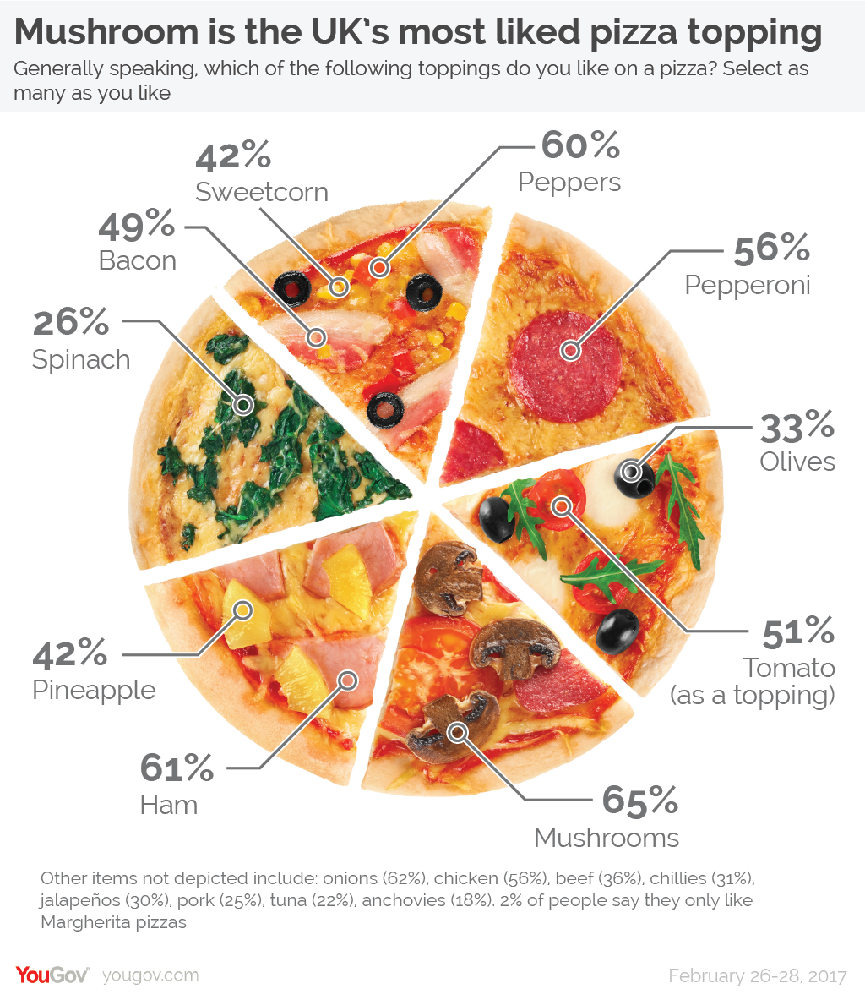 Mushroom is the UK's most liked pizza topping
Generally speaking, which of the following toppings do you like on a pizza? Select as
many as you like
42%
Sweetcorn
60%
Peppers
49%
Bacon
56%
Pepperoni
26%
Spinach
33%
Olives
42%
Pineapple
51%
Tomato
(as a topping)
61%
Ham
65%
Mushrooms
Other items not depicted include: onions (62%), chicken (56%), beef (36%), chillies (31%),
jalapeños (30%), pork (25%), tuna (22%), anchovies (18%). 2% of people say they only like
Margherita pizzas
YouGov | yougov.com
February 26-28, 2017